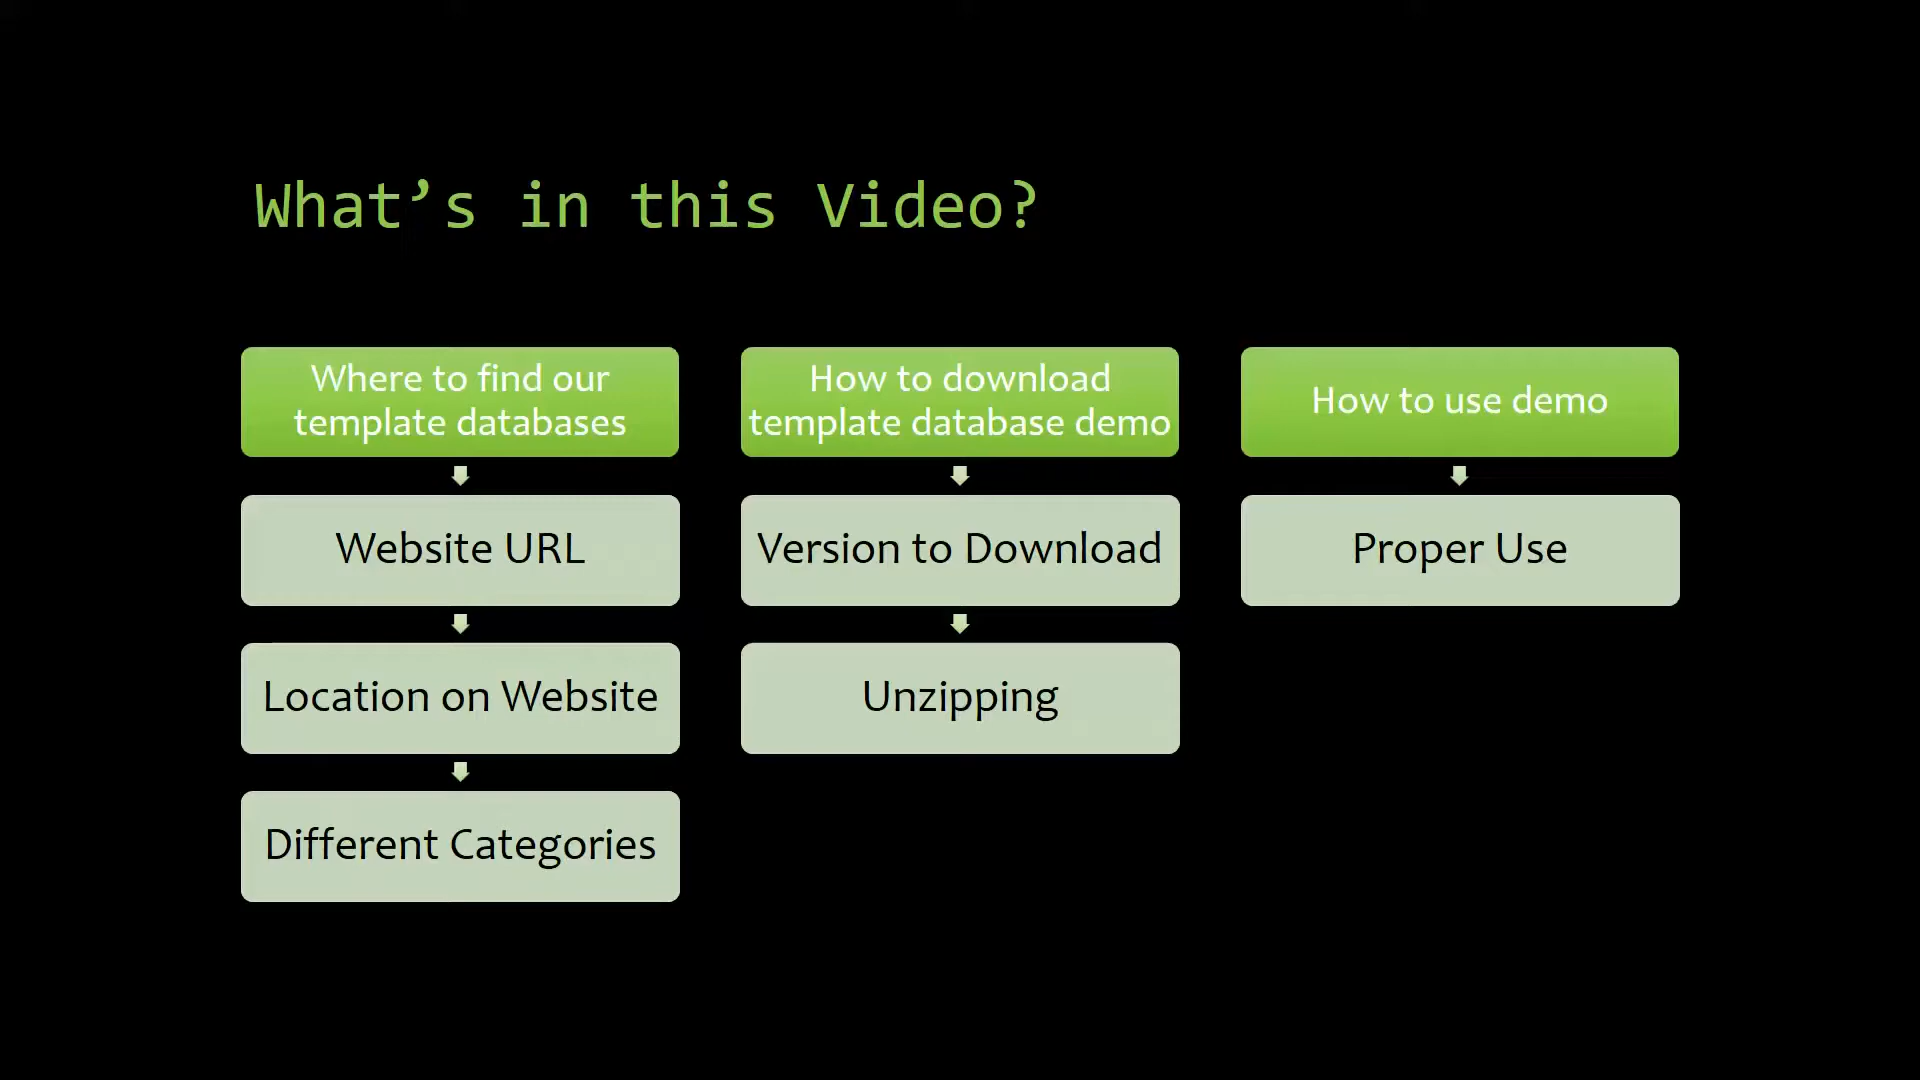 What’s in this Video?
Where to find our
template databases
Website URL
Location on Website
Different Categories
How to download
template database demo
Version to Download
Unzipping
How to use demo
Proper Use